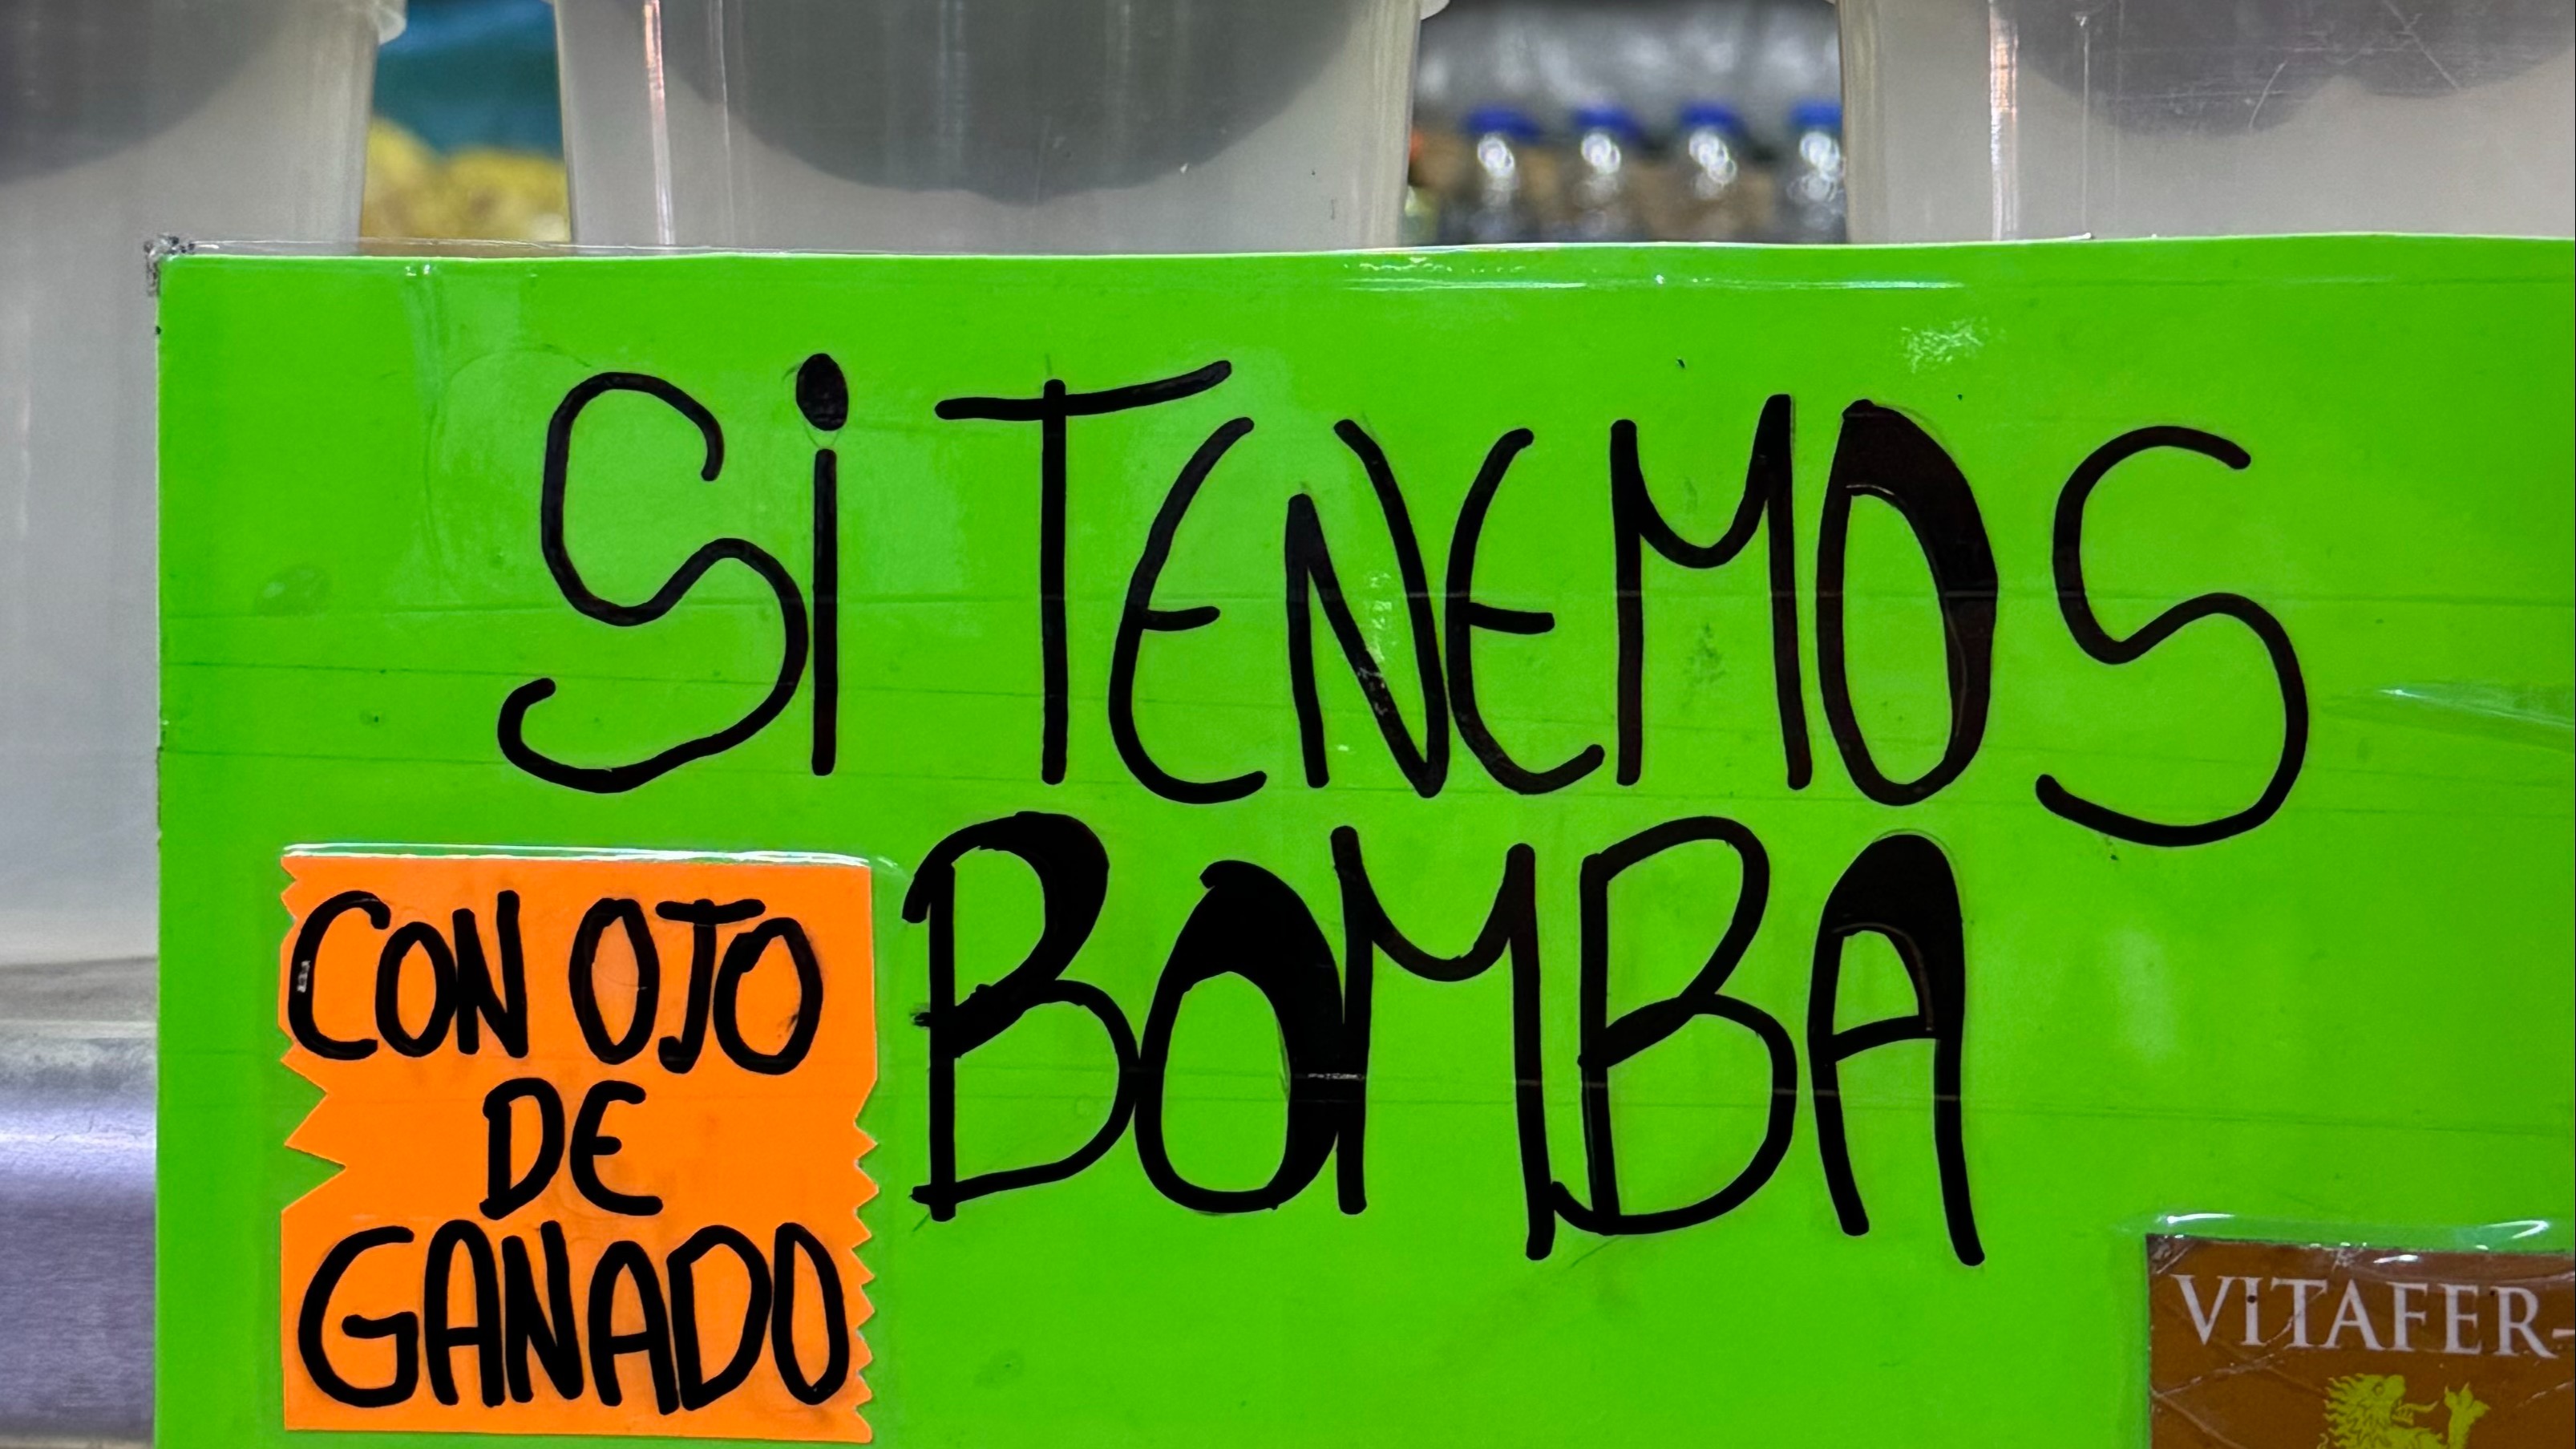 Si TENEMOS
BOMBA
CON OJO
DE
GANADO
VITAFER-